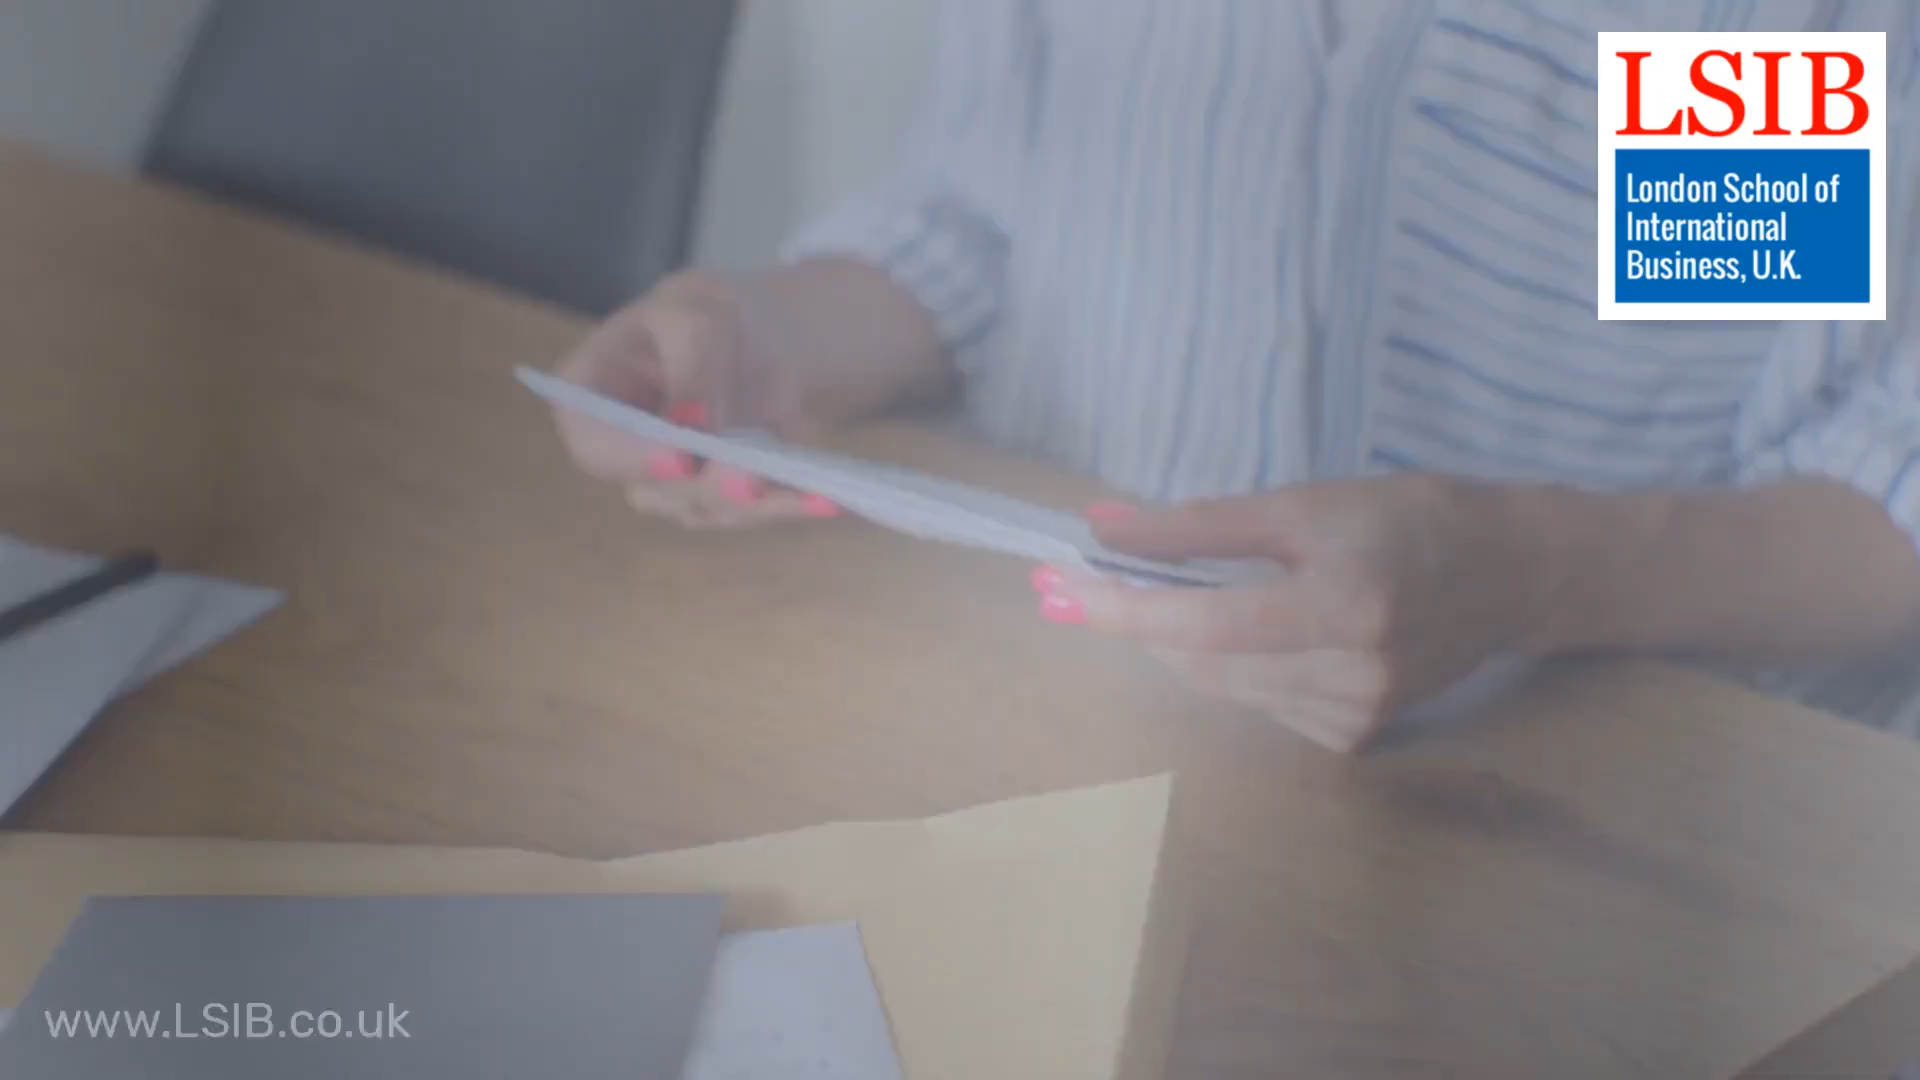 LSIB
London School of
International
Business, U.K.
www.LSIB.co.uk